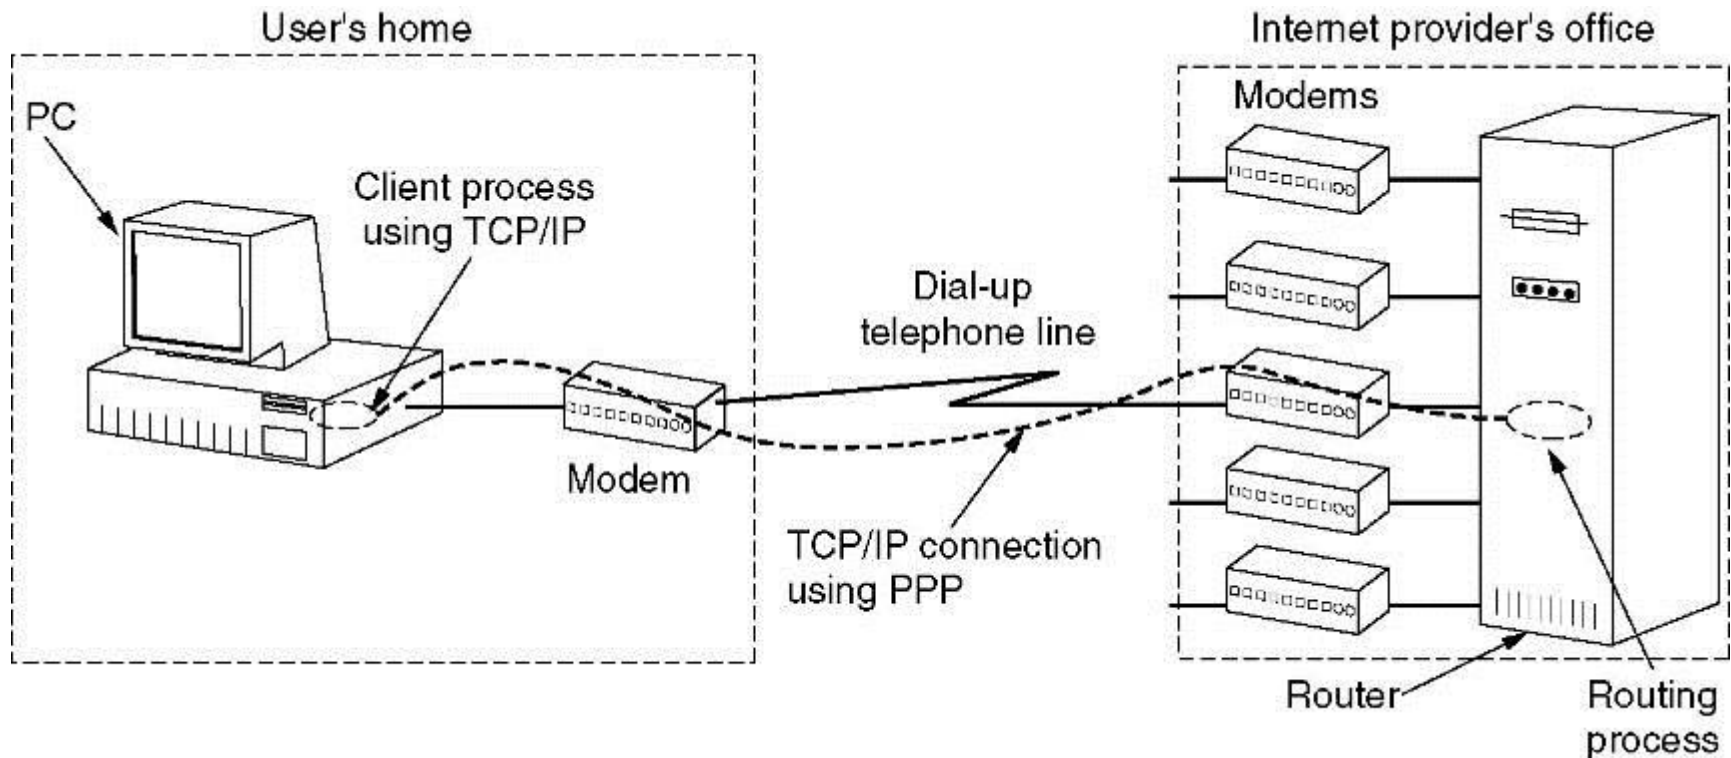 User's home
Internet provider's office
PC
Client process
using TCP/IP
Modem
Dial-up
telephone line
TCP/IP connection
using PPP
Modems
Router
Routing
process